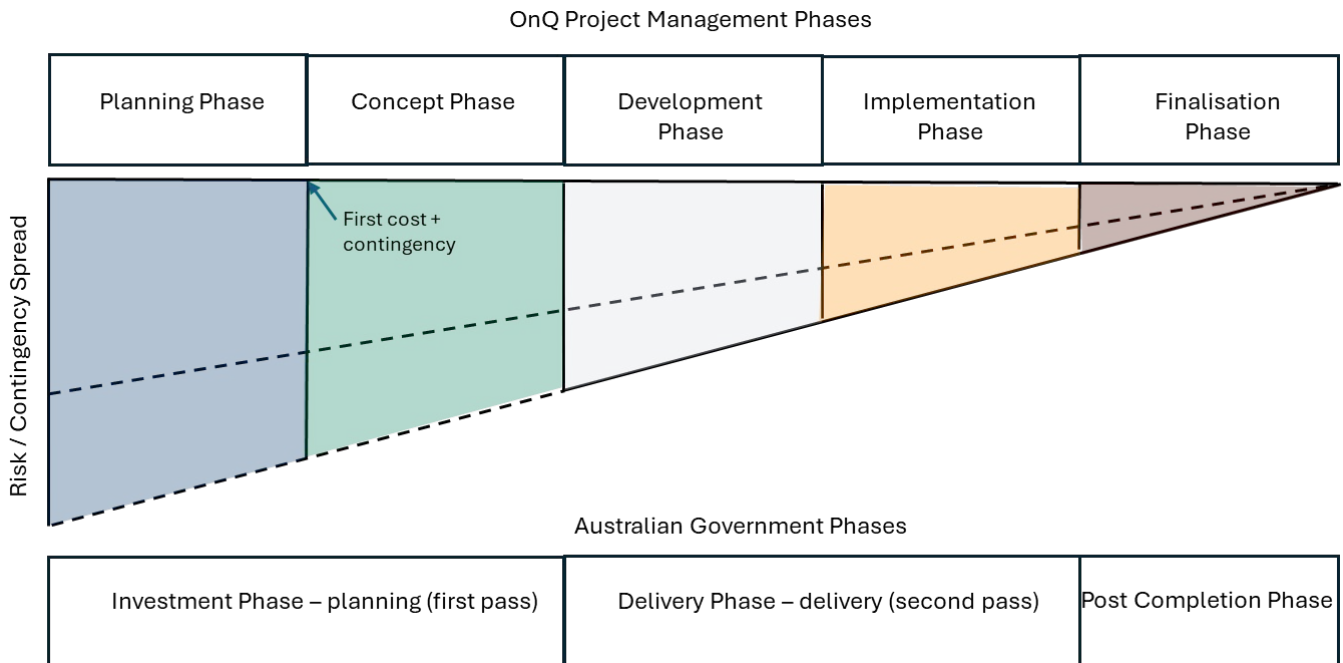 OnQ Project Management Phases
Planning Phase
Concept Phase
Development
Phase
Implementation
Phase
Finalisation
Phase
First cost +
contingency
Risk / Contingency Spread
Australian Government Phases
Investment Phase – planning (first pass)
Delivery Phase – delivery (second pass)
Post Completion Phase